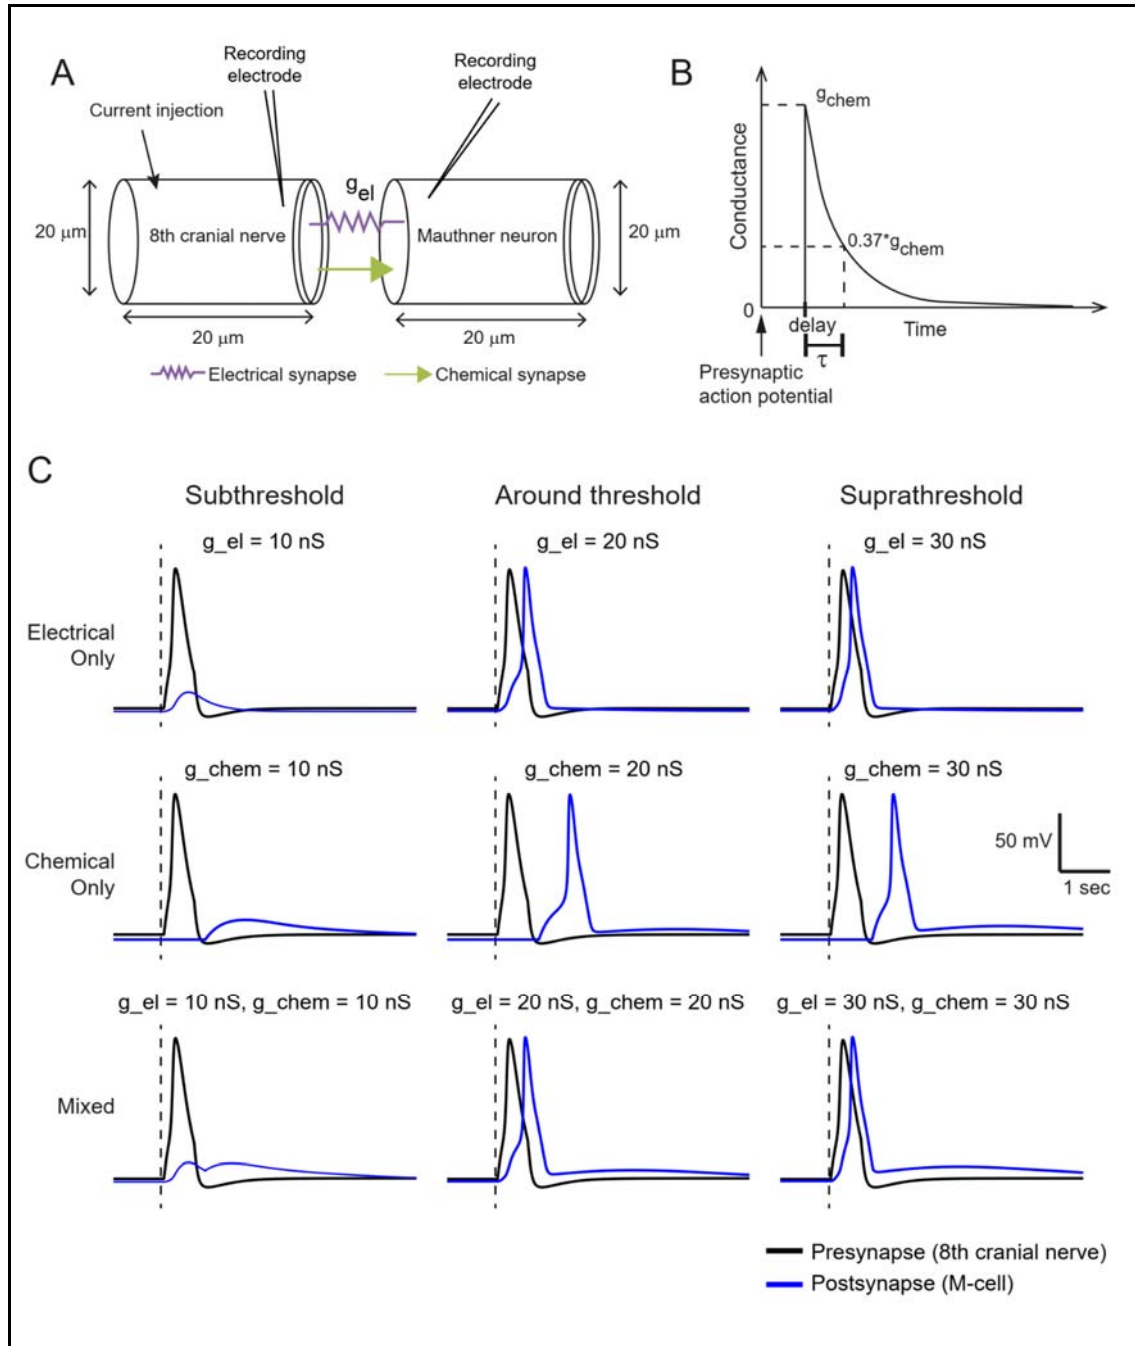 A
Recording
electrode
Recording
electrode
Current injection
g_el
20 μm
8th cranial nerve
Mauthner neuron
20 μm
20 μm
20 μm
Electrical synapse
Chemical synapse
B
Conductance
g_chem
0.37*g_chem
0
delay
Time
τ
Presynaptic
action potential
C
Subthreshold
Around threshold
Suprathreshold
g_el = 10 nS
g_el = 20 nS
g_el = 30 nS
Electrical
Only
g_chem = 10 nS
g_chem = 20 nS
g_chem = 30 nS
Chemical
Only
50 mV
1 sec
g_el = 10 nS, g_chem = 10 nS
g_el = 20 nS, g_chem = 20 nS
g_el = 30 nS, g_chem = 30 nS
Mixed
Presynapse (8th cranial nerve)
Postsynapse (M-cell)